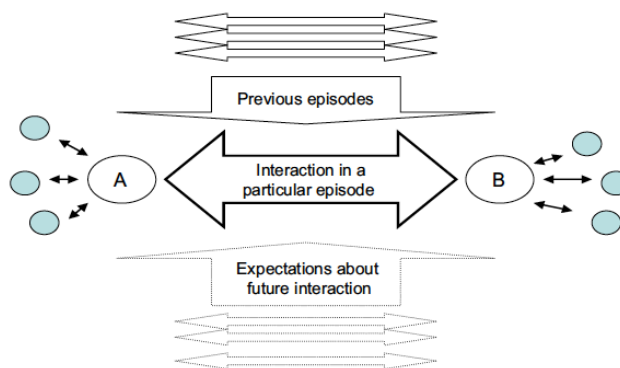 Previous episodes
A
Interaction in a
particular episode
B
Expectations about
future interaction